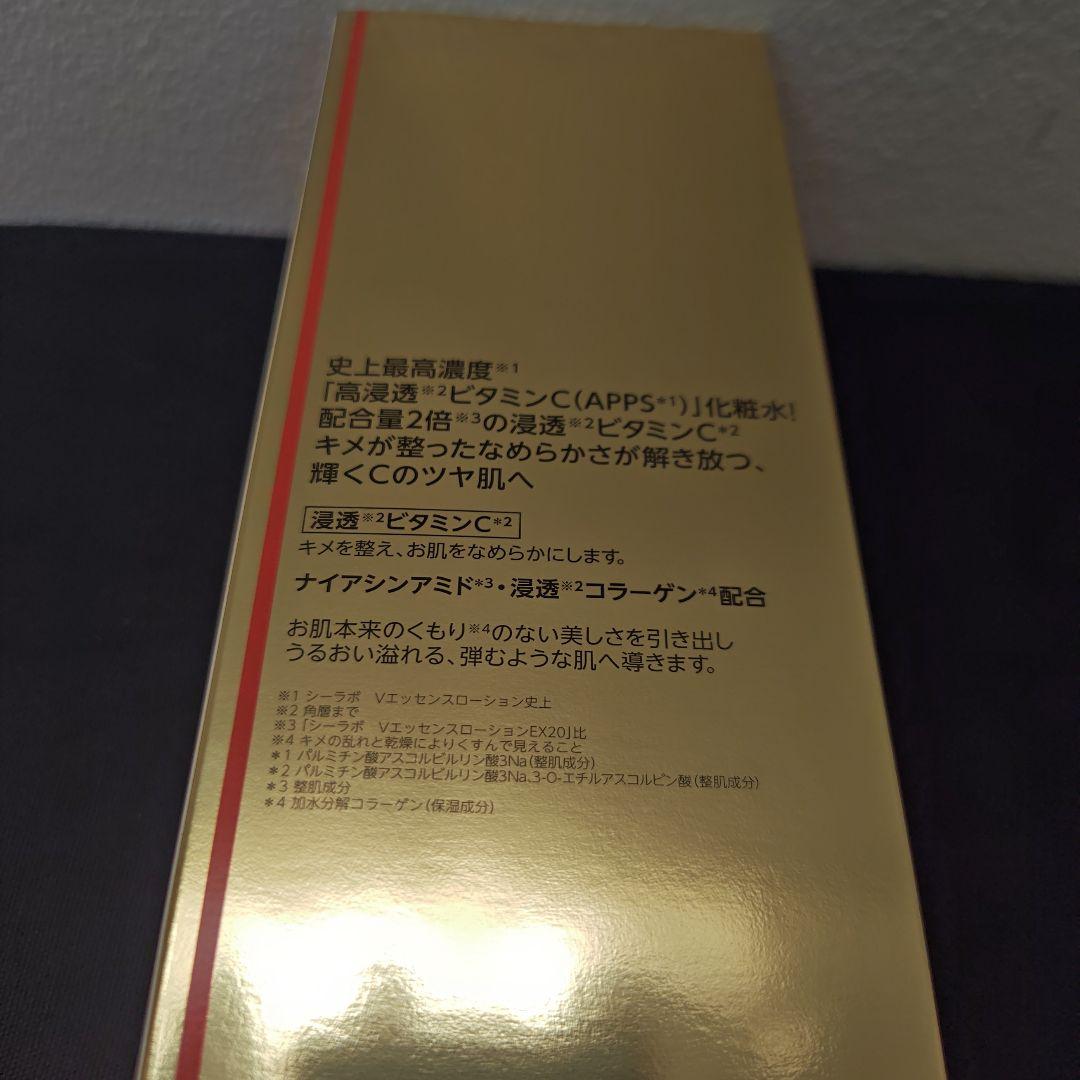 史上最高濃度※1
「高浸透※2ビタミンC(APPS*1)」化粧水!
配合量2倍※3の浸透※2ビタミンC*2
キメが整ったなめらかさが解き放つ、
輝くCのツヤ肌へ
浸透※2ビタミンC*2
キメを整え、お肌をなめらかにします。
ナイアシンアミド*3・浸透※2コラーゲン*4配合
お肌本来のくもり※4のない美しさを引き出し
うるおい溢れる、弾むような肌へ導きます。
※1 シーラボ Vエッセンスローション史上
※2 角層まで
※3「シーラボ VエッセンスローションEX20」比
※4 キメの乱れと乾燥によりくすんで見えること
*1 パルミチン酸アスコルビルリン酸3Na(整肌成分)
*2 パルミチン酸アスコルビルリン酸3Na、3-O-エチルアスコルビン酸(整肌成分)
*3 整肌成分
*4 加水分解コラーゲン(保湿成分)